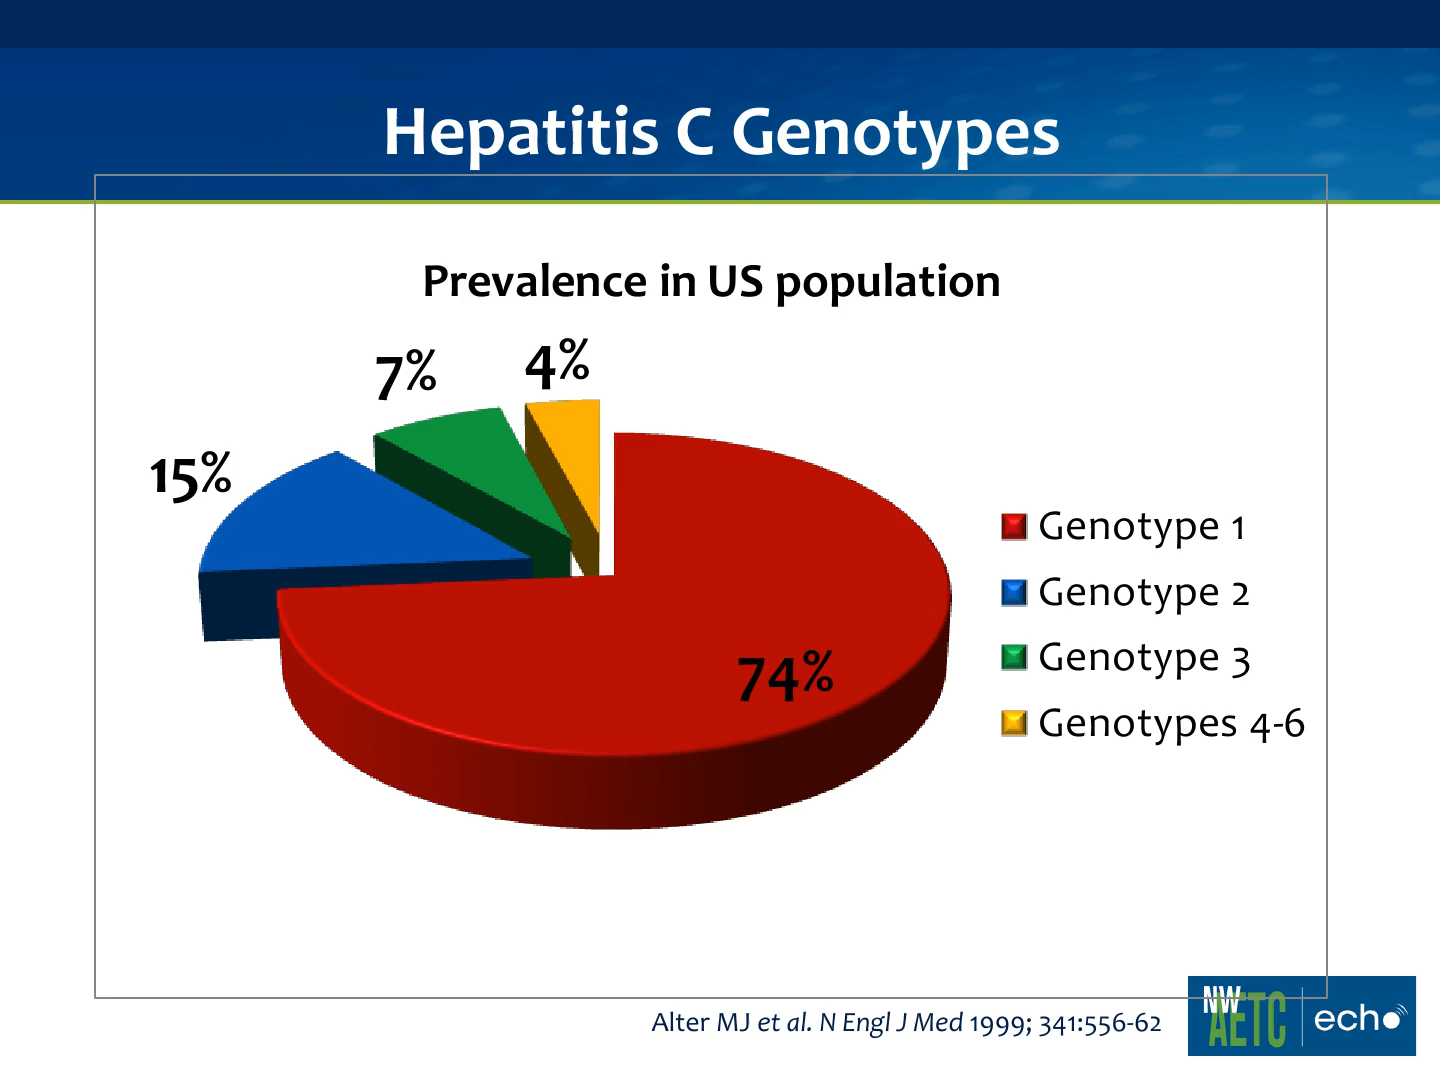 Hepatitis C Genotypes
Prevalence in US population
7%
4%
15%
74%
Genotype 1
Genotype 2
Genotype 3
Genotypes 4-6
Alter MJ et al. N Engl J Med 1999; 341:556-62
NW
AETC
echo